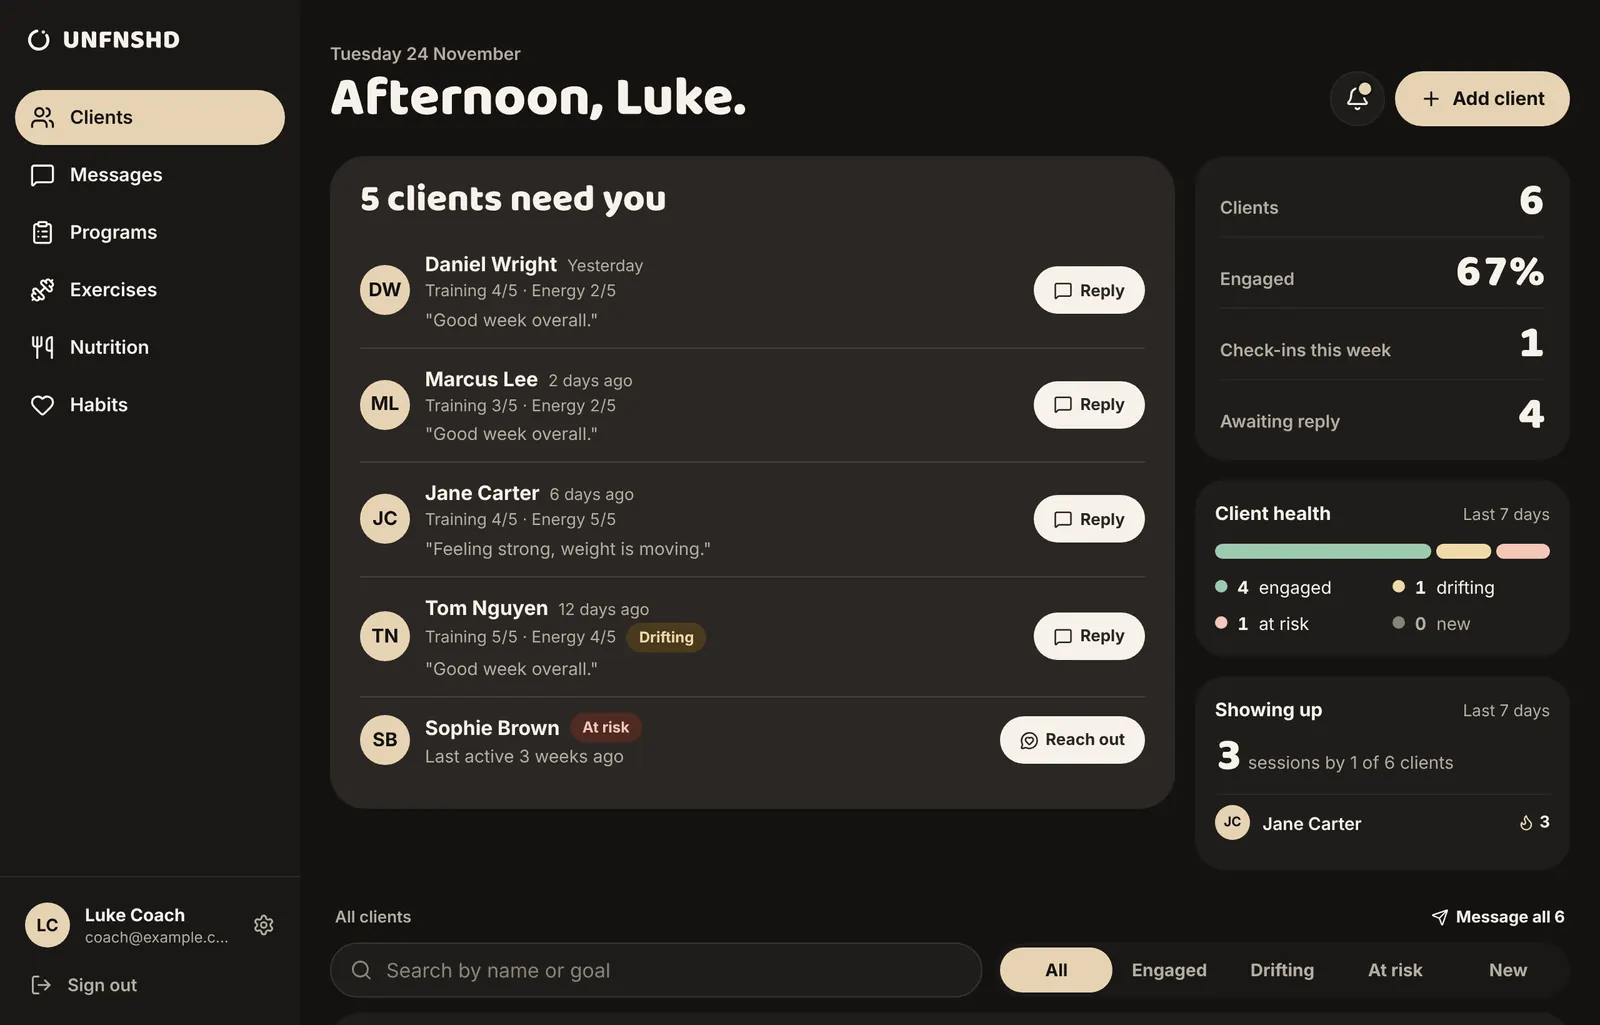 UNFNSHD
Clients
Messages
Programs
Exercises
Nutrition
Habits
LC
Luke Coach
coach@example.c...
Sign out
Tuesday 24 November
Afternoon, Luke.
Add client
5 clients need you
DW
Daniel Wright Yesterday
Training 4/5 · Energy 2/5
"Good week overall."
Reply
ML
Marcus Lee 2 days ago
Training 3/5 · Energy 2/5
"Good week overall."
Reply
JC
Jane Carter 6 days ago
Training 4/5 · Energy 5/5
"Feeling strong, weight is moving."
Reply
TN
Tom Nguyen 12 days ago
Training 5/5 · Energy 4/5 Drifting
"Good week overall."
Reply
SB
Sophie Brown At risk
Last active 3 weeks ago
Reach out
Clients 6
Engaged 67%
Check-ins this week 1
Awaiting reply 4
Client health Last 7 days
4 engaged 1 drifting
1 at risk 0 new
Showing up Last 7 days
3 sessions by 1 of 6 clients
JC Jane Carter 3
All clients
Message all 6
Search by name or goal
All Engaged Drifting At risk New